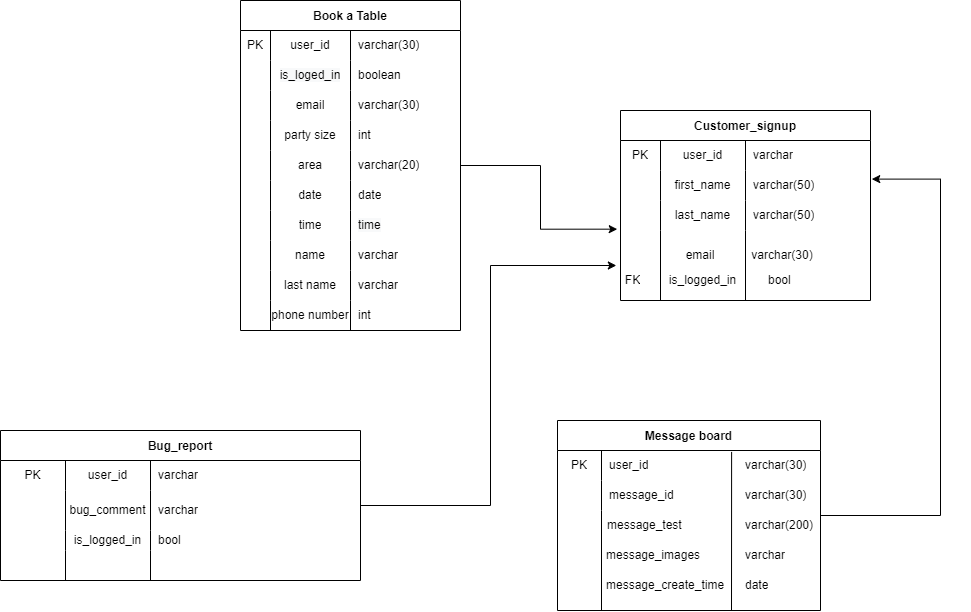 Book a Table
PK user_id varchar(30)
is_loged_in boolean
email varchar(30)
party size int
area varchar(20)
date date
time time
name varchar
last name varchar
phone number int
Customer_signup
PK user_id varchar
first_name varchar(50)
last_name varchar(50)
email varchar(30)
FK is_logged_in bool
Bug_report
PK user_id varchar
bug_comment varchar
is_logged_in bool
Message board
PK user_id varchar(30)
message_id varchar(30)
message_test varchar(200)
message_images varchar
message_create_time date